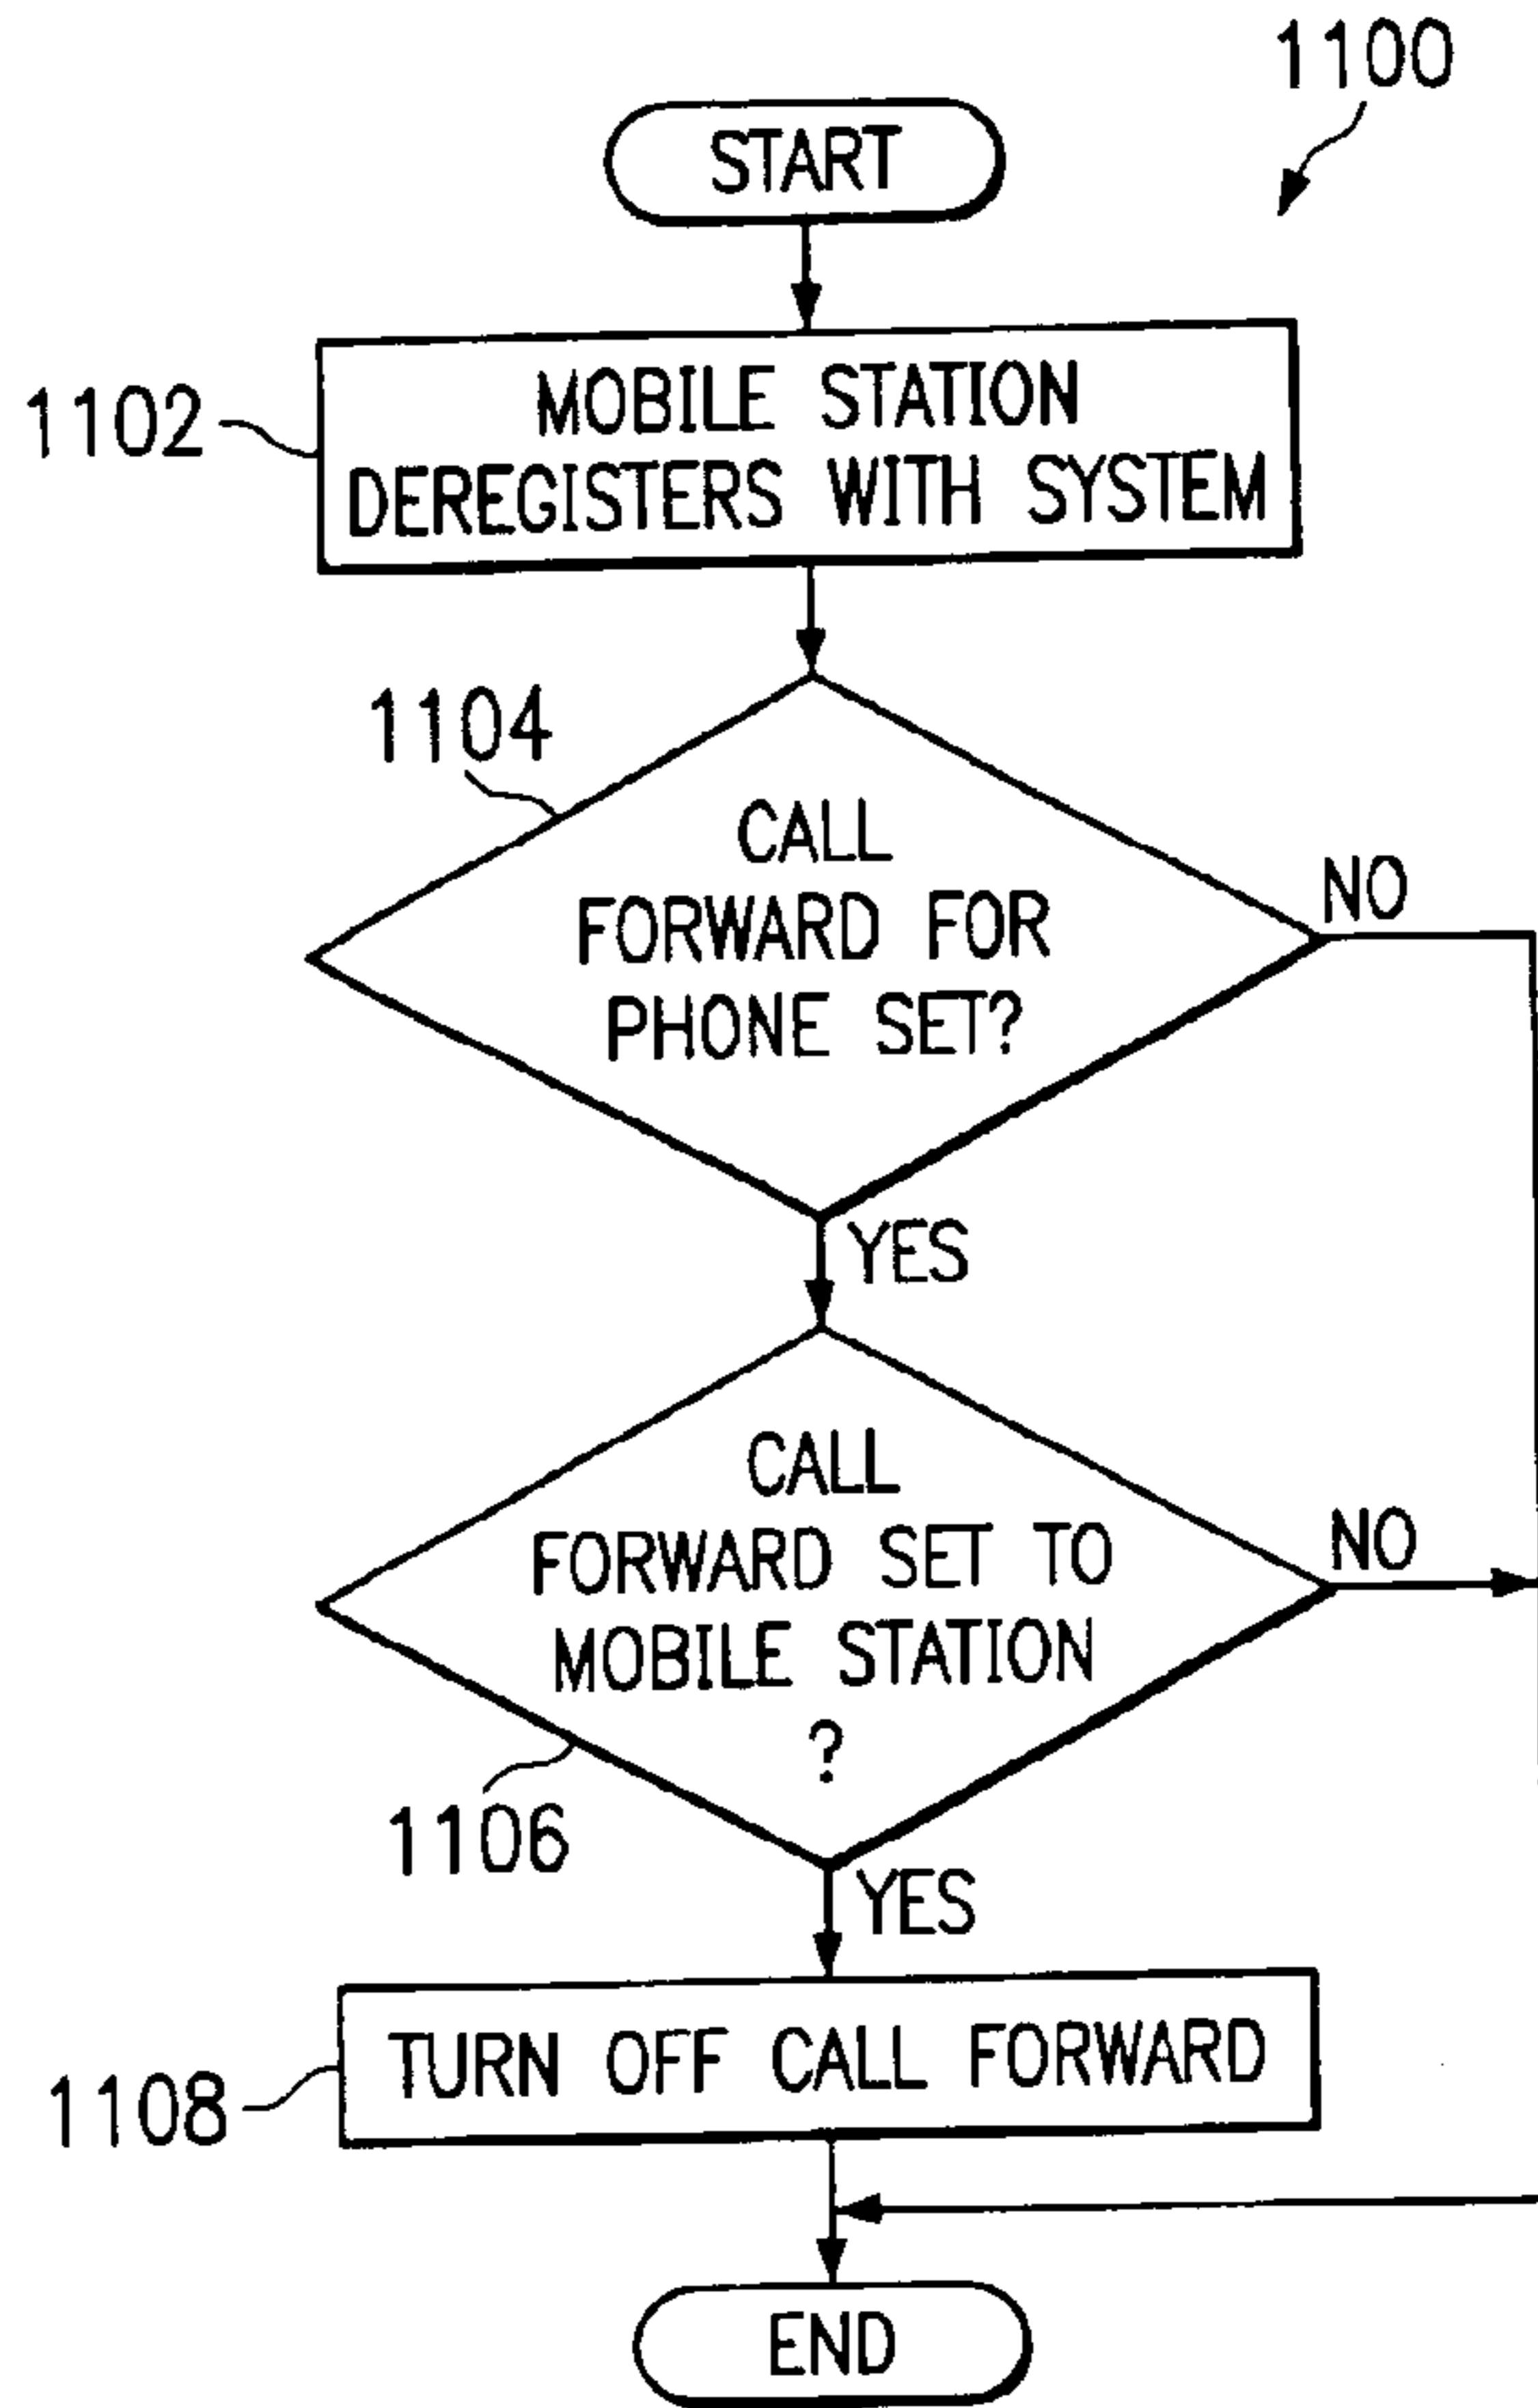 1100
START
1102
MOBILE STATION
DEREGISTERS WITH SYSTEM
1104
CALL
FORWARD FOR
PHONE SET?
NO
YES
CALL
FORWARD SET TO
MOBILE STATION
?
NO
1106
YES
TURN OFF CALL FORWARD
1108
END